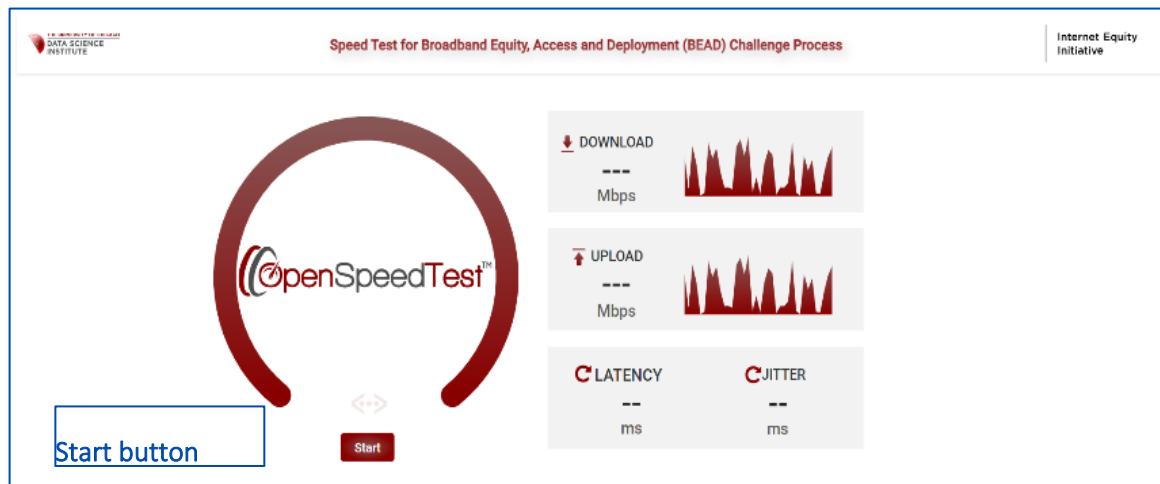 DATA SCIENCE
INSTITUTE
Speed Test for Broadband Equity, Access and Deployment (BEAD) Challenge Process
Internet Equity
Initiative
OpenSpeedTest™
DOWNLOAD
---
Mbps
UPLOAD
---
Mbps
LATENCY JITTER
-- --
ms ms
Start
Start button